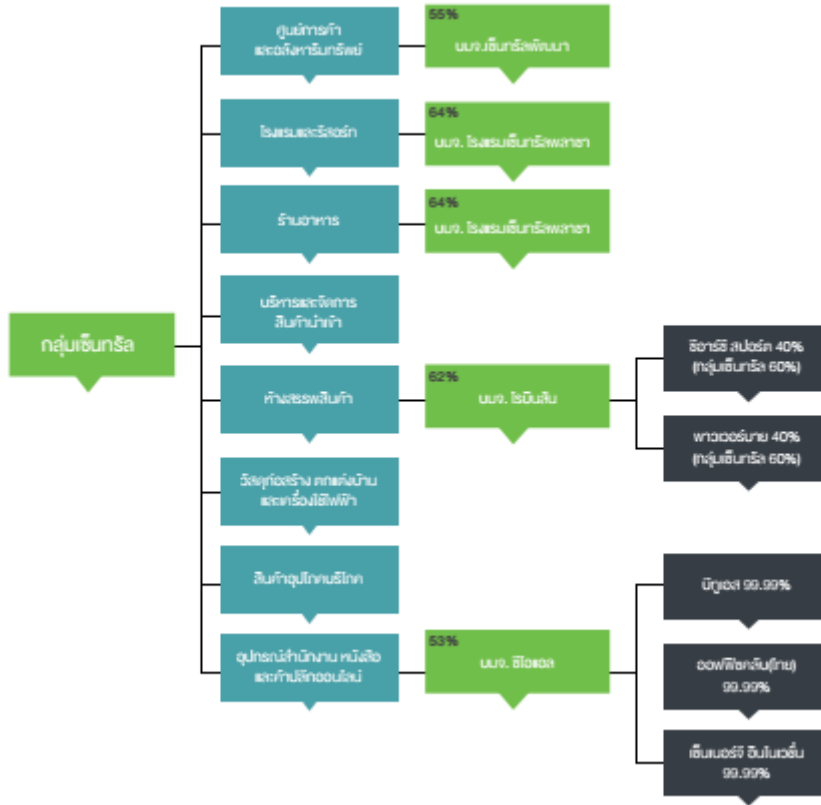 กลุ่มเซ็นทรัล
ศูนย์การค้า
และอสังหาริมทรัพย์
55%
บมจ.เซ็นทรัลพัฒนา
โรงแรมและรีสอร์ท
64%
บมจ. โรงแรมเซ็นทรัลพลาซา
ร้านอาหาร
64%
บมจ. โรงแรมเซ็นทรัลพลาซา
บริหารและจัดการ
สินค้านำเข้า
ห้างสรรพสินค้า
62%
บมจ. โรบินสัน
ซีอาร์ซี สปอร์ต 40%
(กลุ่มเซ็นทรัล 60%)
พาวเวอร์บาย 40%
(กลุ่มเซ็นทรัล 60%)
วัสดุก่อสร้าง ตกแต่งบ้าน
และเครื่องใช้ไฟฟ้า
สินค้าอุปโภคบริโภค
อุปกรณ์สำนักงาน หนังสือ
และค้าปลีกออนไลน์
53%
บมจ. ซีโอแอล
บีทูเอส 99.99%
ออฟฟิศคลับ(ไทย)
99.99%
เซ็นเนอร์จี อินโนเวชั่น
99.99%